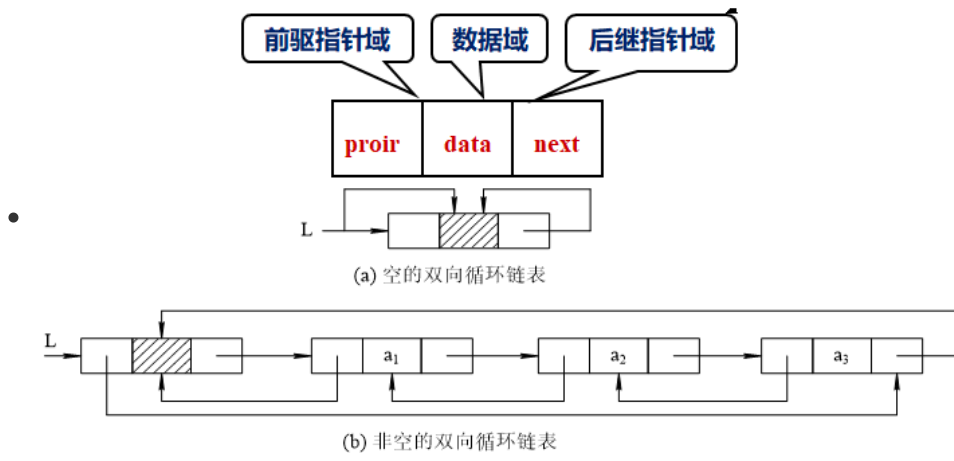 前驱指针域 数据域 后继指针域
proir data next
L
(a) 空的双向循环链表
L
a₁ a₂ a₃
(b) 非空的双向循环链表